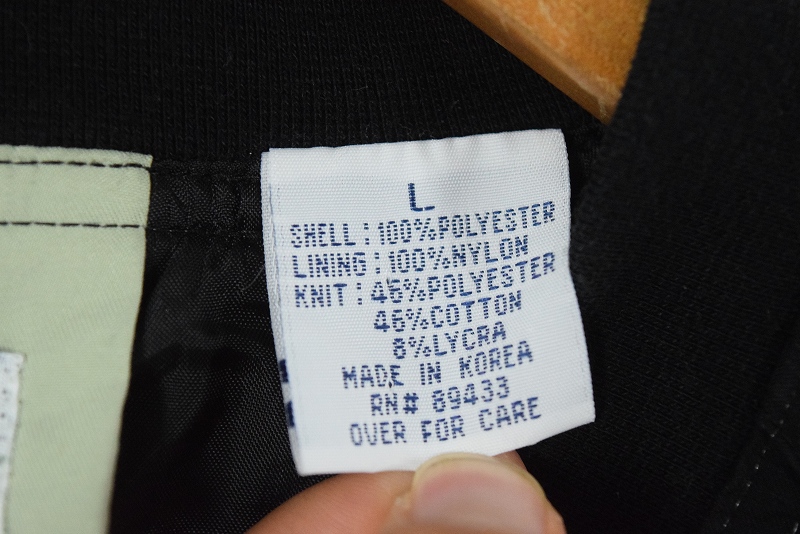 L
SHELL:100%POLYESTER
LINING:100%NYLON
KNIT:46%POLYESTER
46%COTTON
8%LYCRA
MADE IN KOREA
RN# 89433
OVER FOR CARE